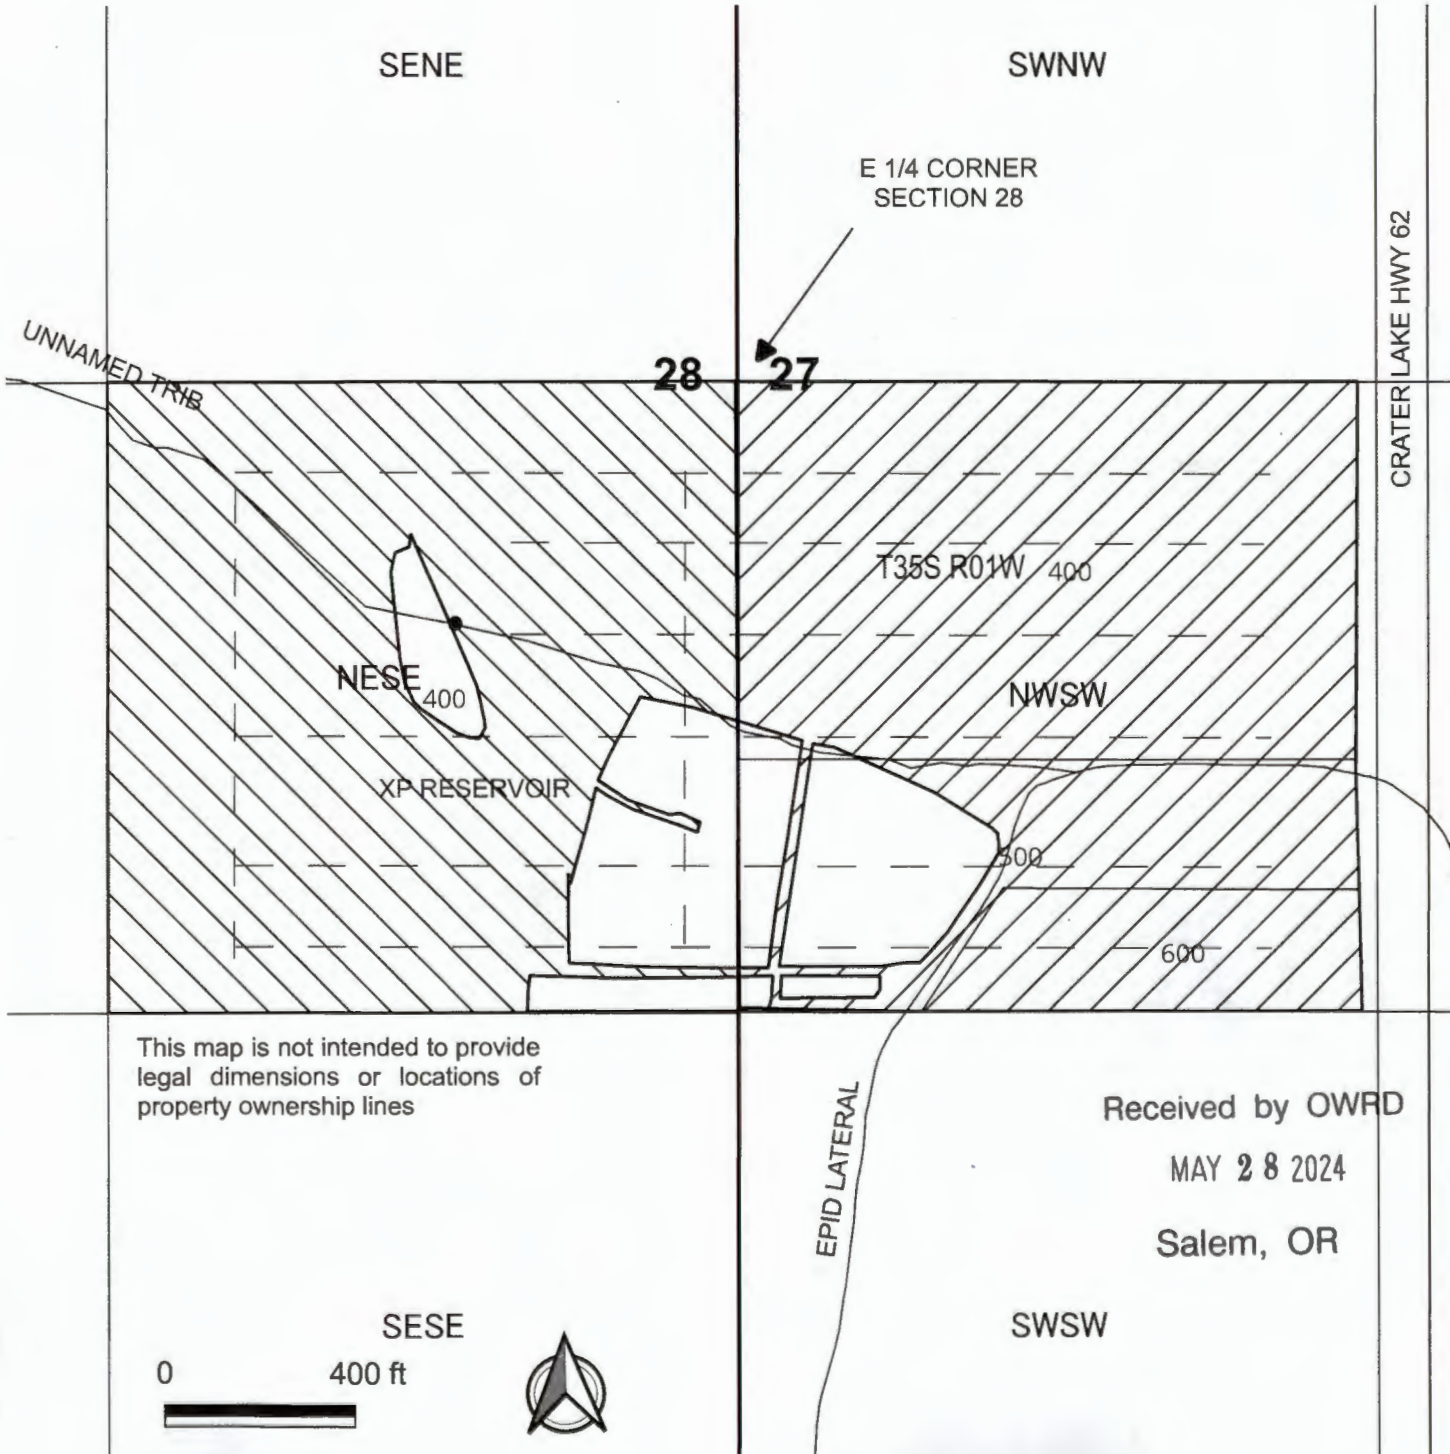 SENE
SWNW
E 1/4 CORNER
SECTION 28
CRATER LAKE HWY 62
UNNAMED TRIB
28
27
T35S R01W
400
NESE
400
NWSW
XP RESERVOIR
500
600
This map is not intended to provide
legal dimensions or locations of
property ownership lines
EPID LATERAL
Received by OWRD
MAY 28 2024
Salem, OR
SESE
SWSW
0
400 ft